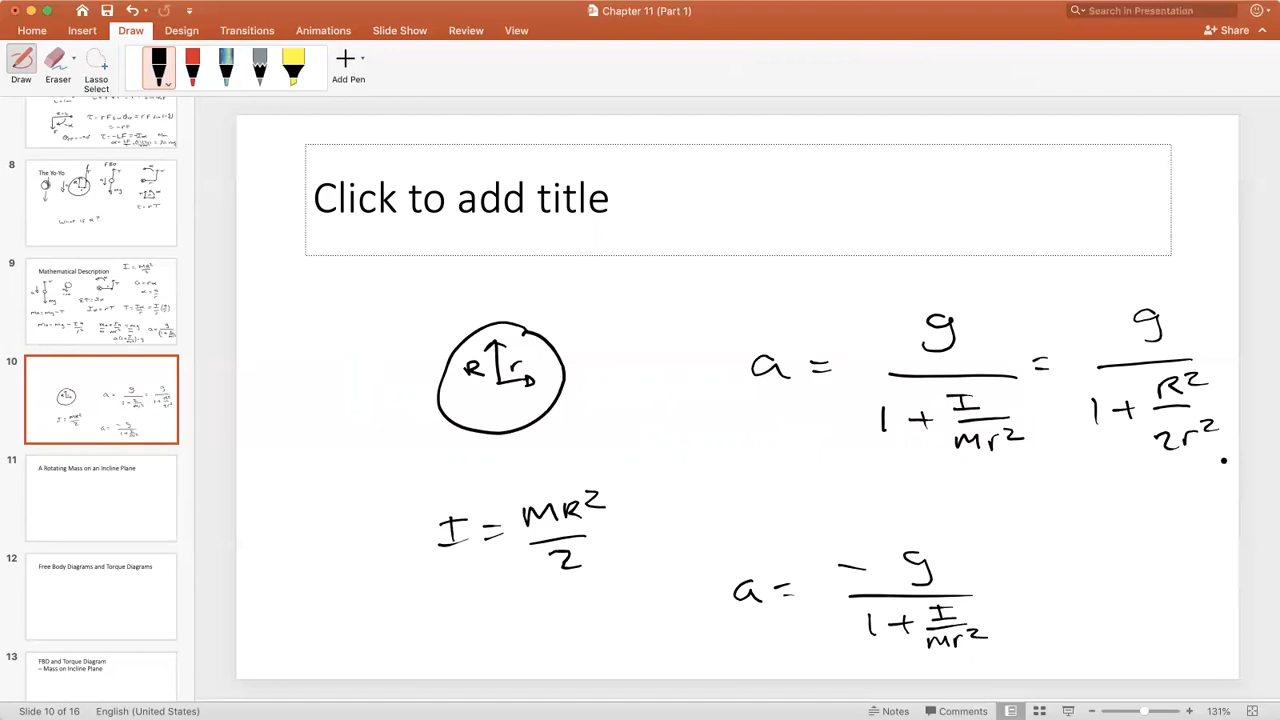 Chapter 11 (Part 1)
Search in Presentation
Home Insert Draw Design Transitions Animations Slide Show Review View Share
Draw Eraser Lasso Select Add Pen
8
The Yo-Yo FBD
What is a?
9
Mathematical Description
10
11
A Rotating Mass on an Incline Plane
12
Free Body Diagrams and Torque Diagrams
13
FBD and Torque Diagram
– Mass on Incline Plane
Click to add title
R r
a = g / (1 + I/mr²) = g / (1 + R²/2r²)
I = MR²/2
a = -g / (1 + I/mr²)
Slide 10 of 16 English (United States) Notes Comments 131%